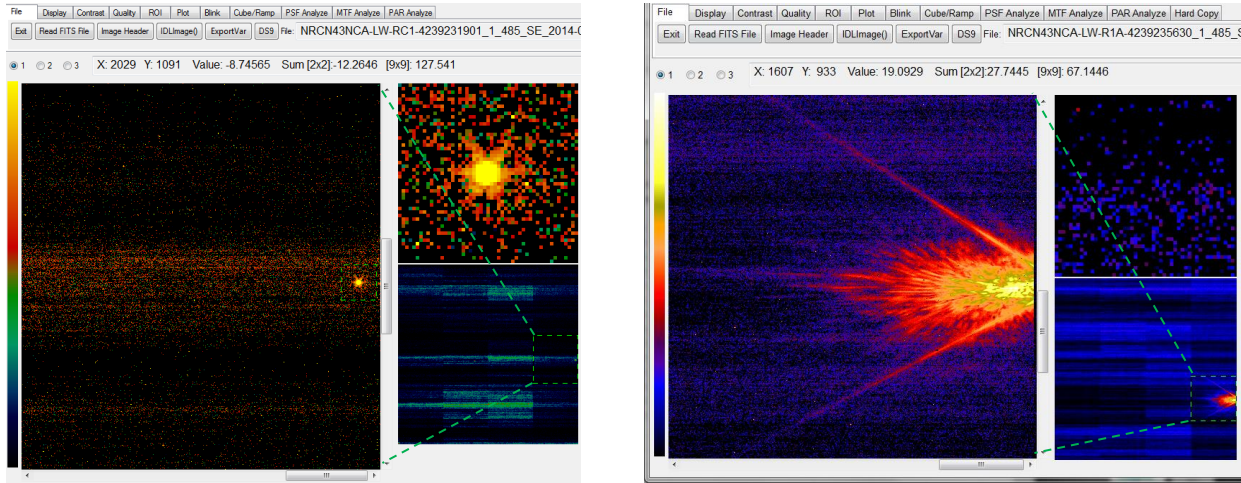 File Display Contrast Quality ROI Plot Blink Cube/Ramp PSF Analyze MTF Analyze PAR Analyze
Exit Read FITS File Image Header IDLImage() ExportVar DS9 File: NRCN43NCA-LW-RC1-4239231901_1_485_SE_2014-0
1 2 3 X: 2029 Y: 1091 Value: -8.74565 Sum [2x2]:-12.2646 [9x9]: 127.541
File Display Contrast Quality ROI Plot Blink Cube/Ramp PSF Analyze MTF Analyze PAR Analyze Hard Copy
Exit Read FITS File Image Header IDLImage() ExportVar DS9 File: NRCN43NCA-LW-R1A-4239235630_1_485_S
1 2 3 X: 1607 Y: 933 Value: 19.0929 Sum [2x2]:27.7445 [9x9]: 67.1446